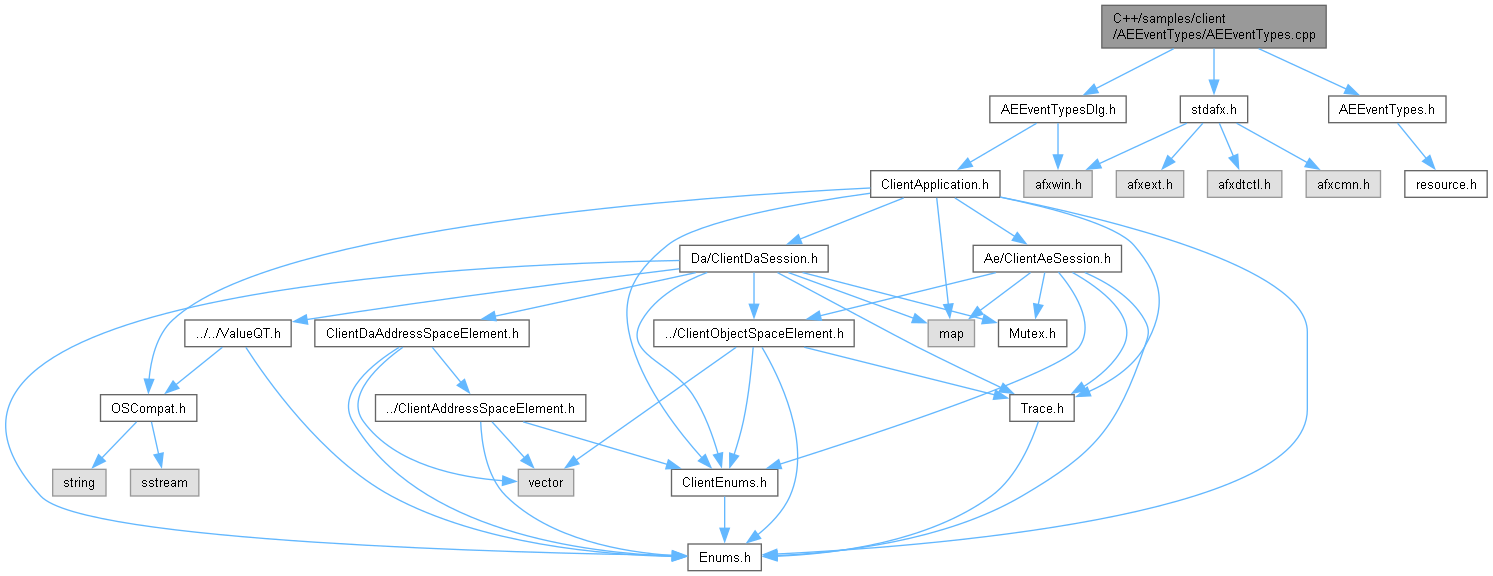 C++/samples/client
/AEEventTypes/AEEventTypes.cpp
AEEventTypesDlg.h
stdafx.h
AEEventTypes.h
ClientApplication.h
afxwin.h
afxext.h
afxdtctl.h
afxcmn.h
resource.h
Da/ClientDaSession.h
Ae/ClientAeSession.h
../../ValueQT.h
ClientDaAddressSpaceElement.h
../ClientObjectSpaceElement.h
map
Mutex.h
OSCompat.h
../ClientAddressSpaceElement.h
Trace.h
string
sstream
vector
ClientEnums.h
Enums.h